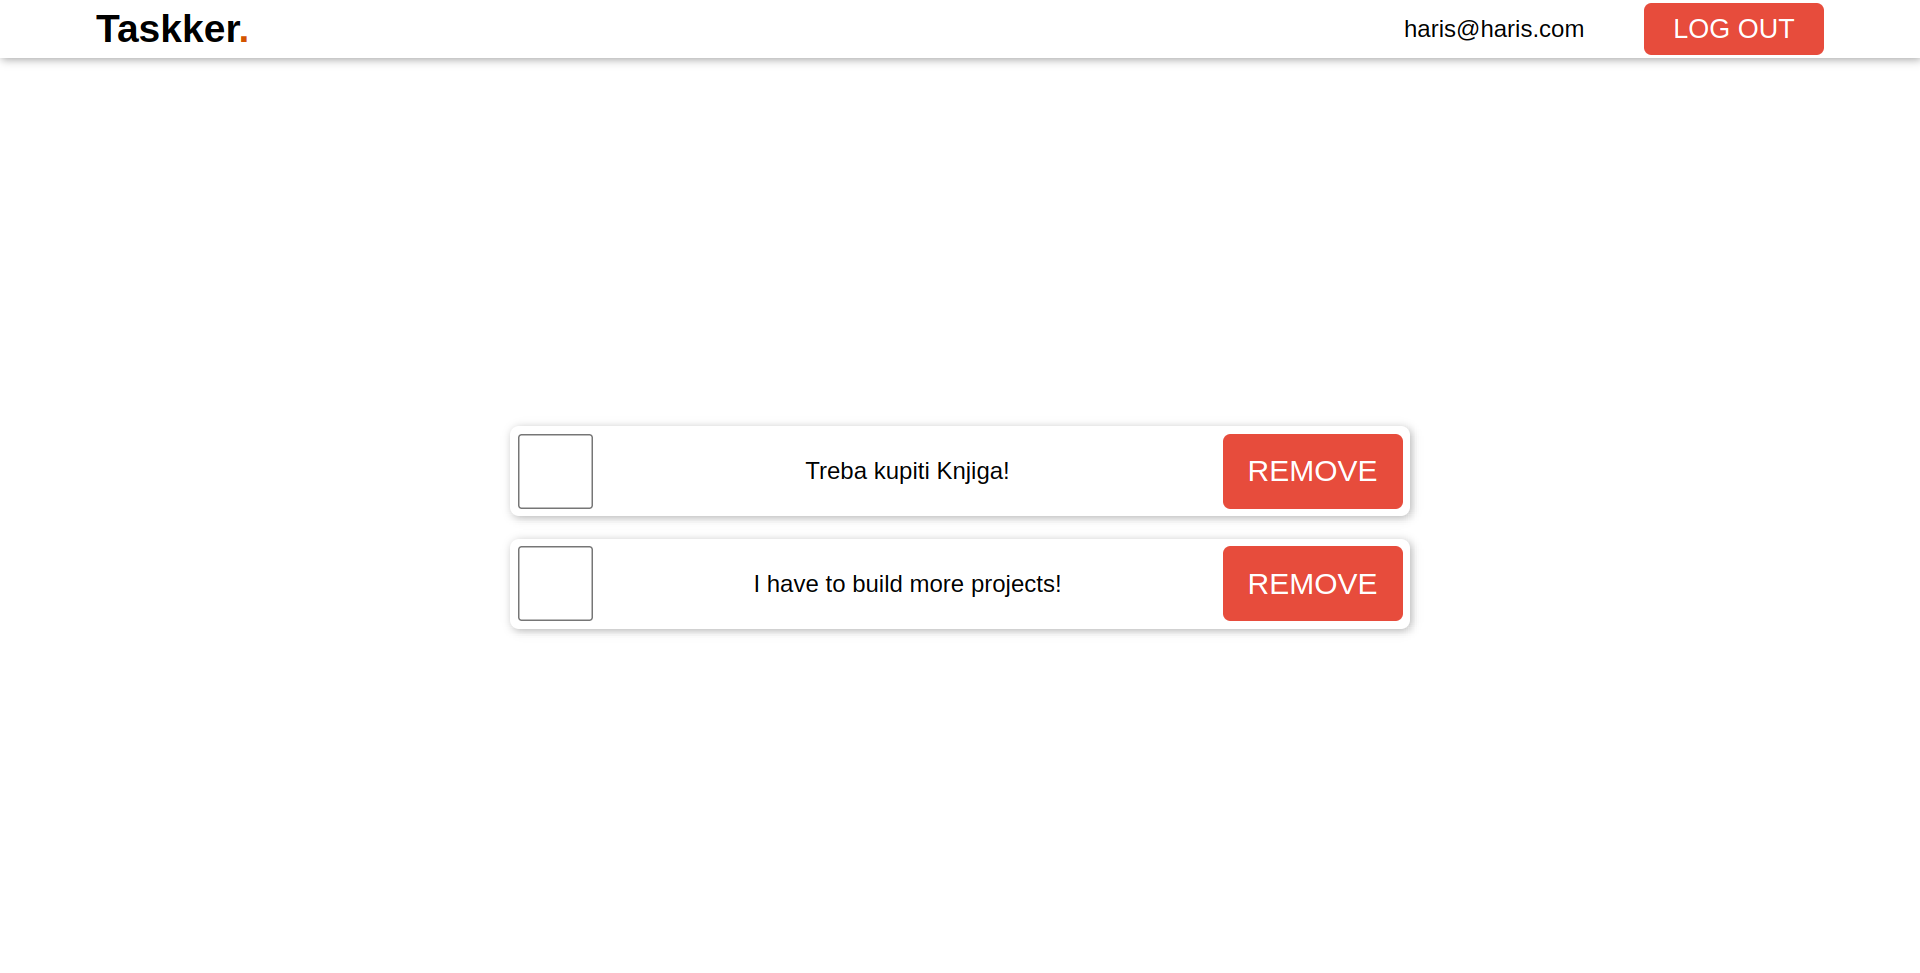 Taskker.
haris@haris.com
LOG OUT
Treba kupiti Knjiga!
REMOVE
I have to build more projects!
REMOVE